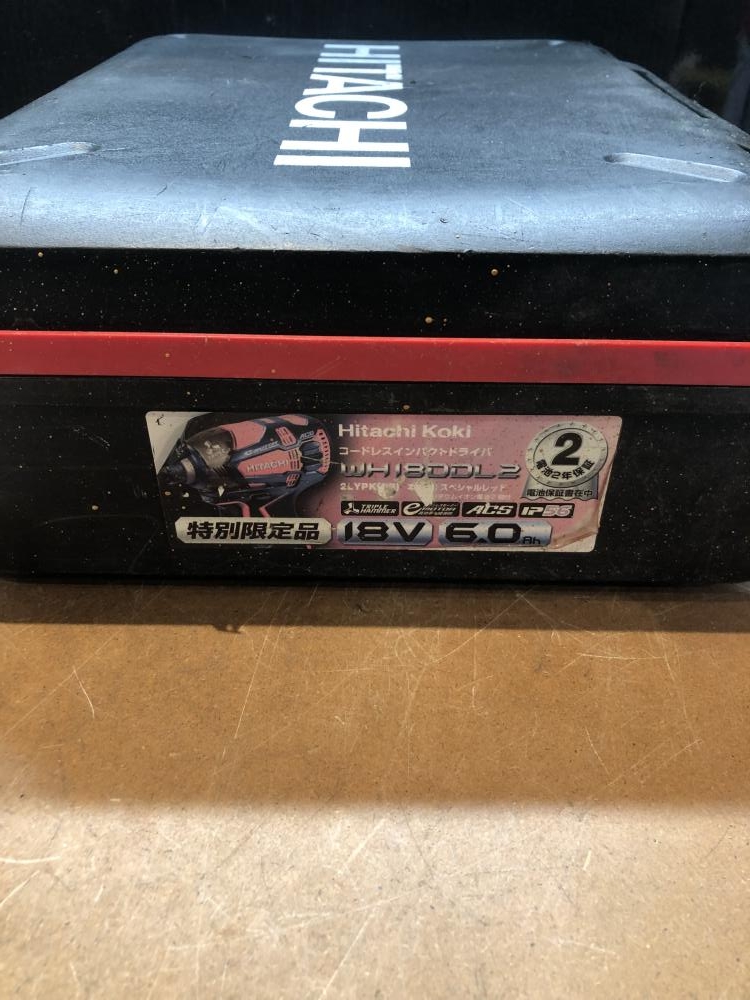 HITACHI
Hitachi Koki
コードレスインパクトドライバ
WH18DDL2
2LYPK スペシャルレッド
HITACHI
TRIPLE HAMMER
ACS IP56
特別限定品 18V 6.0Ah
2
電池2年保証
電池保証書在中